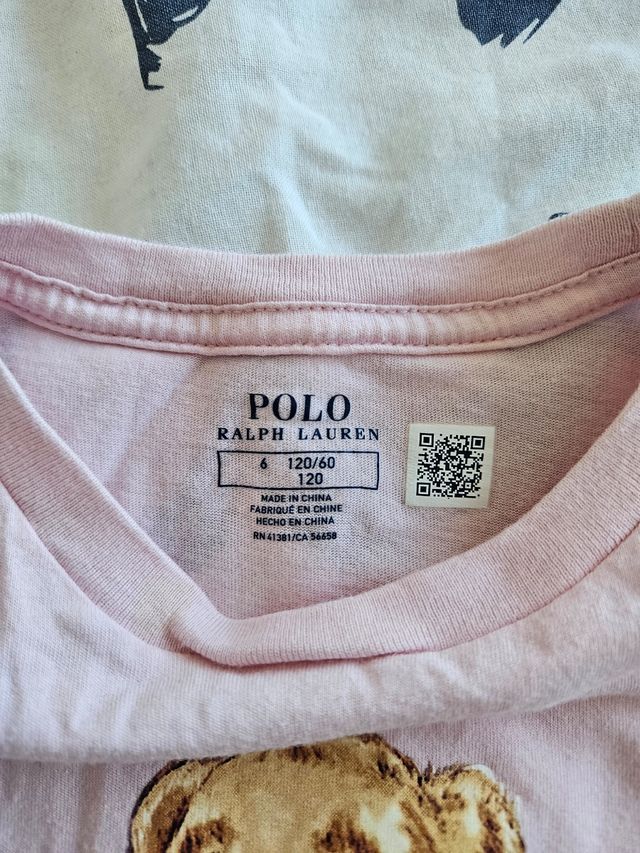 POLO
RALPH LAUREN
6 120/60
120
MADE IN CHINA
FABRIQUÉ EN CHINE
HECHO EN CHINA
RN 41381/CA 56658